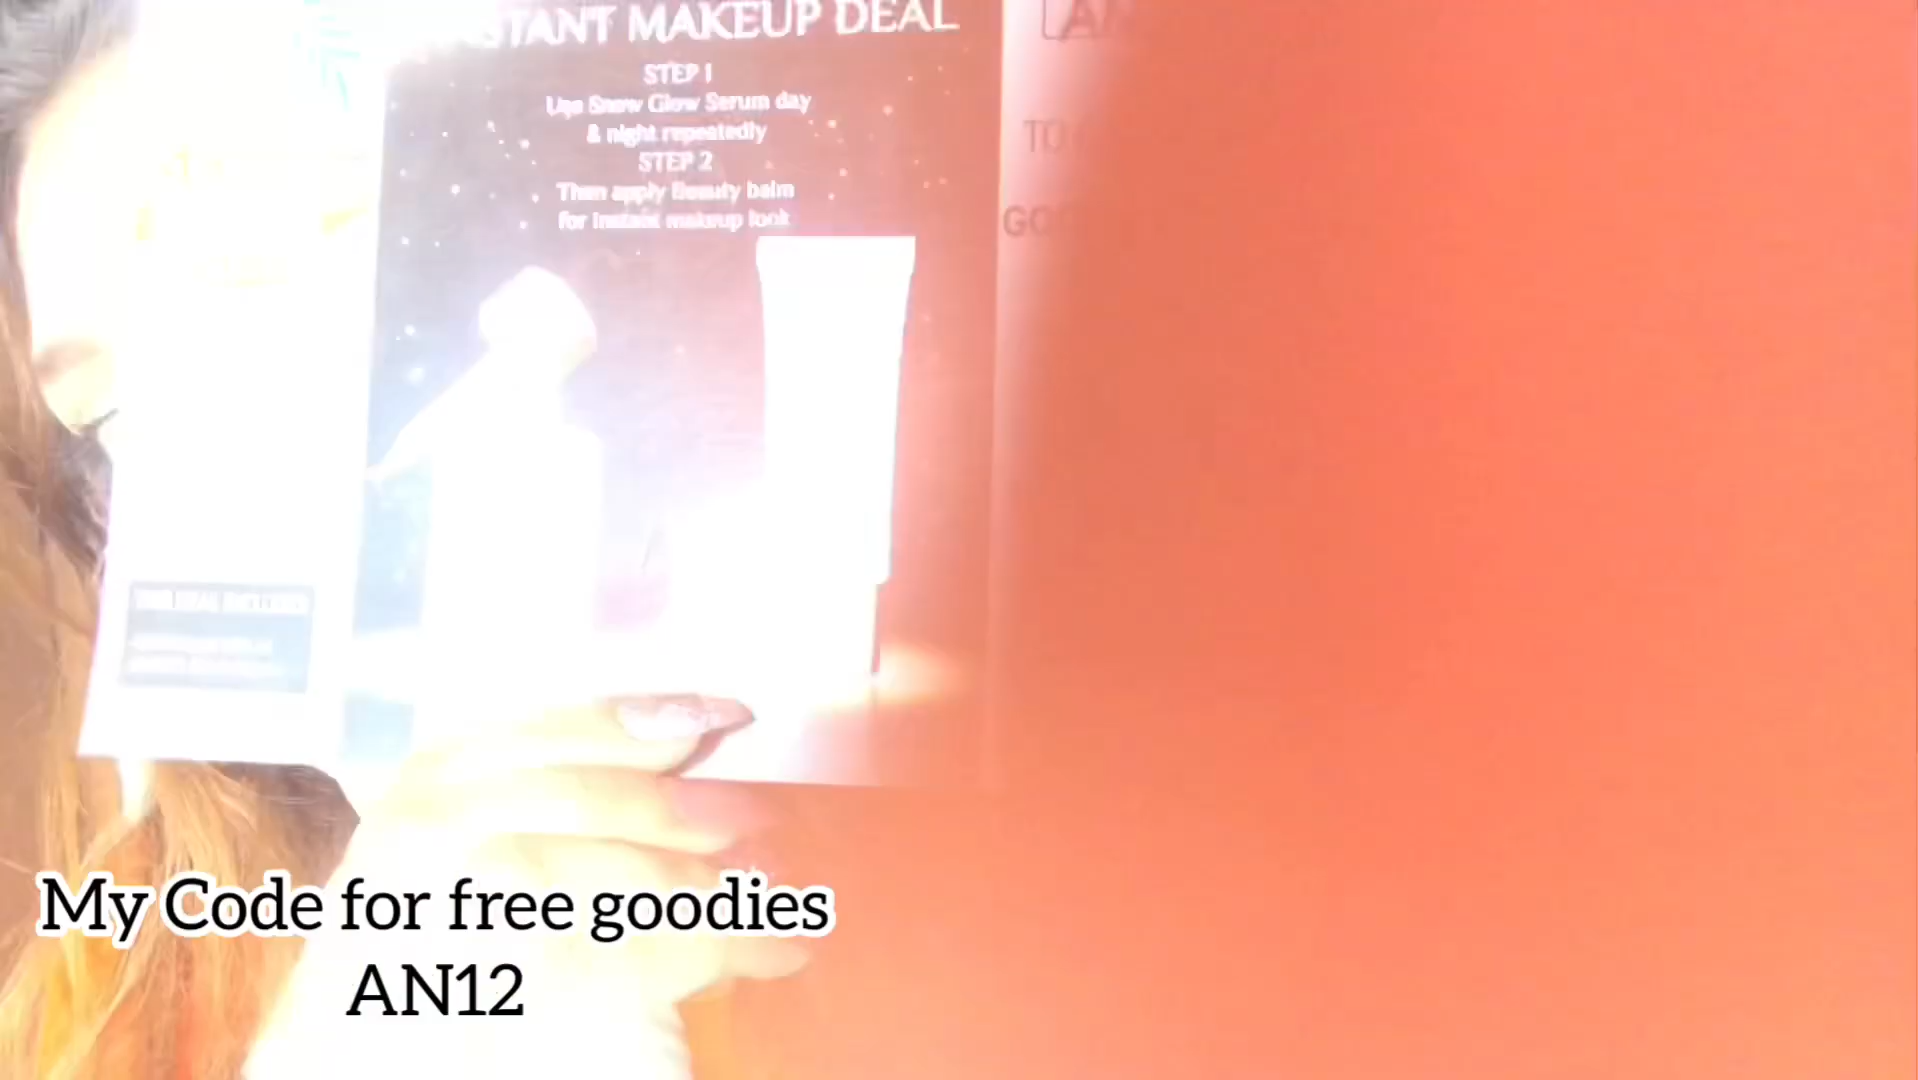 INSTANT MAKEUP DEAL
STEP 1
Use Snow Glow Serum day
& night repeatedly
STEP 2
Then apply Beauty balm
for Instant makeup look
My Code for free goodies
AN12